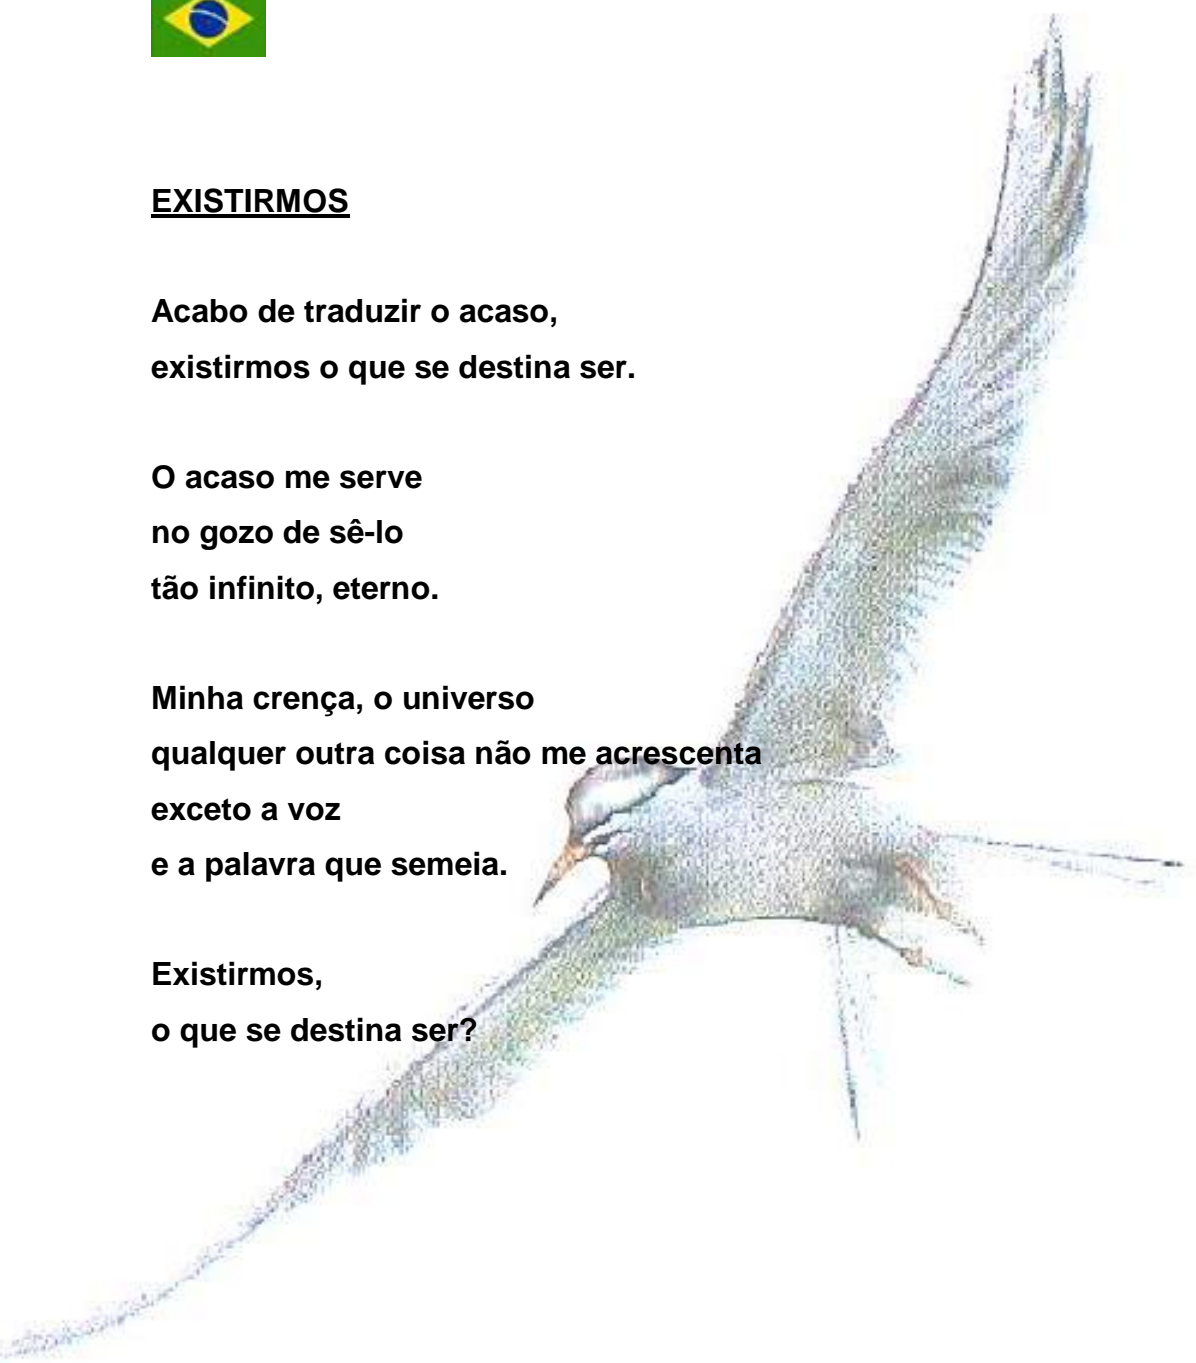 EXISTIRMOS
Acabo de traduzir o acaso,
existirmos o que se destina ser.
O acaso me serve
no gozo de sê-lo
tão infinito, eterno.
Minha crença, o universo
qualquer outra coisa não me acrescenta
exceto a voz
e a palavra que semeia.
Existirmos,
o que se destina ser?